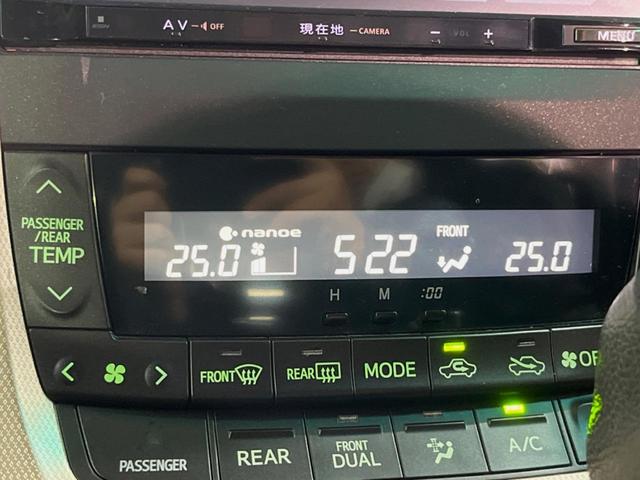 AV OFF 現在地 CAMERA − VOL + MENU
PASSENGER
/REAR
TEMP
nanoe FRONT
25.0 5 22 25.0
H M :00
FRONT REAR MODE
PASSENGER REAR FRONT
DUAL A/C